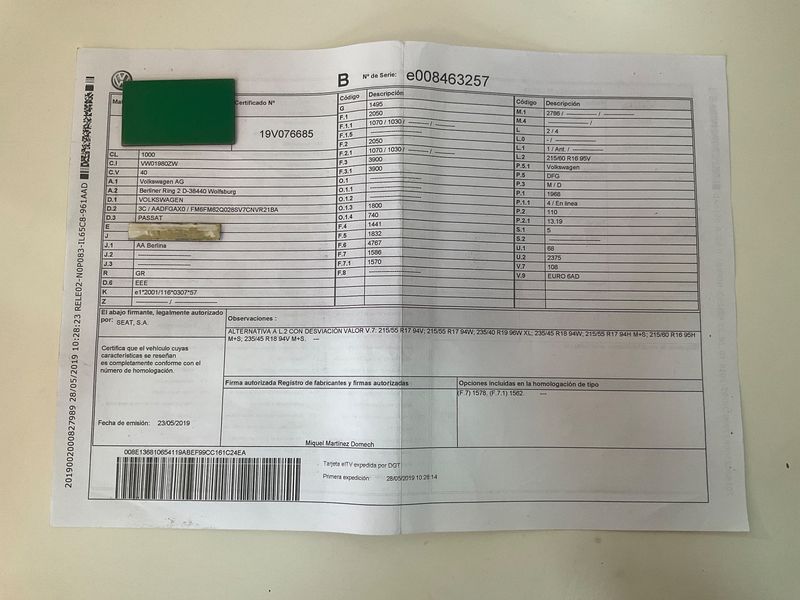 B Nº de Serie: e008463257
Certificado Nº
19V076685
CL 1000
C.I VW01980ZW
C.V 40
A.1 Volkswagen AG
A.2 Berliner Ring 2 D-38440 Wolfsburg
D.1 VOLKSWAGEN
D.2 3C / AADFGAX0 / FM6FM62Q028SV7CNVR21BA
D.3 PASSAT
E
J
J.1 AA Berlina
J.2
J.3
R GR
D.6 EEE
K e1*2001/116*0307*57
Z
Código Descripción
G 1495
F.1 2050
F.1.1 1070 / 1030 /
F.1.5
F.2 2050
F.2.1 1070 / 1030 /
F.3 3900
F.3.1 3900
O.1
O.1.1
O.1.2
O.1.3 1800
O.1.4 740
F.4 1441
F.5 1832
F.6 4767
F.7 1586
F.7.1 1570
F.8
Código Descripción
M.1 2786 /
M.4
L 2 / 4
L.0 - /
L.1 1 / Ant. /
L.2 215/60 R16 95V
P.5.1 Volkswagen
P.5 DFG
P.3 M / D
P.1 1968
P.1.1 4 / En línea
P.2 110
P.2.1 13,19
S.1 5
S.2
U.1 68
U.2 2375
V.7 108
V.9 EURO 6AD
El abajo firmante, legalmente autorizado
por: SEAT, S.A.
Certifica que el vehículo cuyas
características se reseñan
es completamente conforme con el
número de homologación.
Fecha de emisión: 23/05/2019
Observaciones :
ALTERNATIVA A L.2 CON DESVIACIÓN VALOR V.7: 215/55 R17 94V; 215/55 R17 94W; 235/40 R19 96W XL; 235/45 R18 94W; 215/55 R17 94H M+S; 215/60 R16 95H
M+S; 235/45 R18 94V M+S. ---
Firma autorizada Registro de fabricantes y firmas autorizadas
Miquel Martínez Domech
Opciones incluidas en la homologación de tipo
(F.7) 1578, (F.7.1) 1562. ---
008E136810654119ABEF99CC161C24EA
Tarjeta eITV expedida por DGT
Primera expedición: 28/05/2019 10:28:14
2019002000827989 28/05/2019 10:28:23 RELE02-N0P083-IL65C8-961AAD